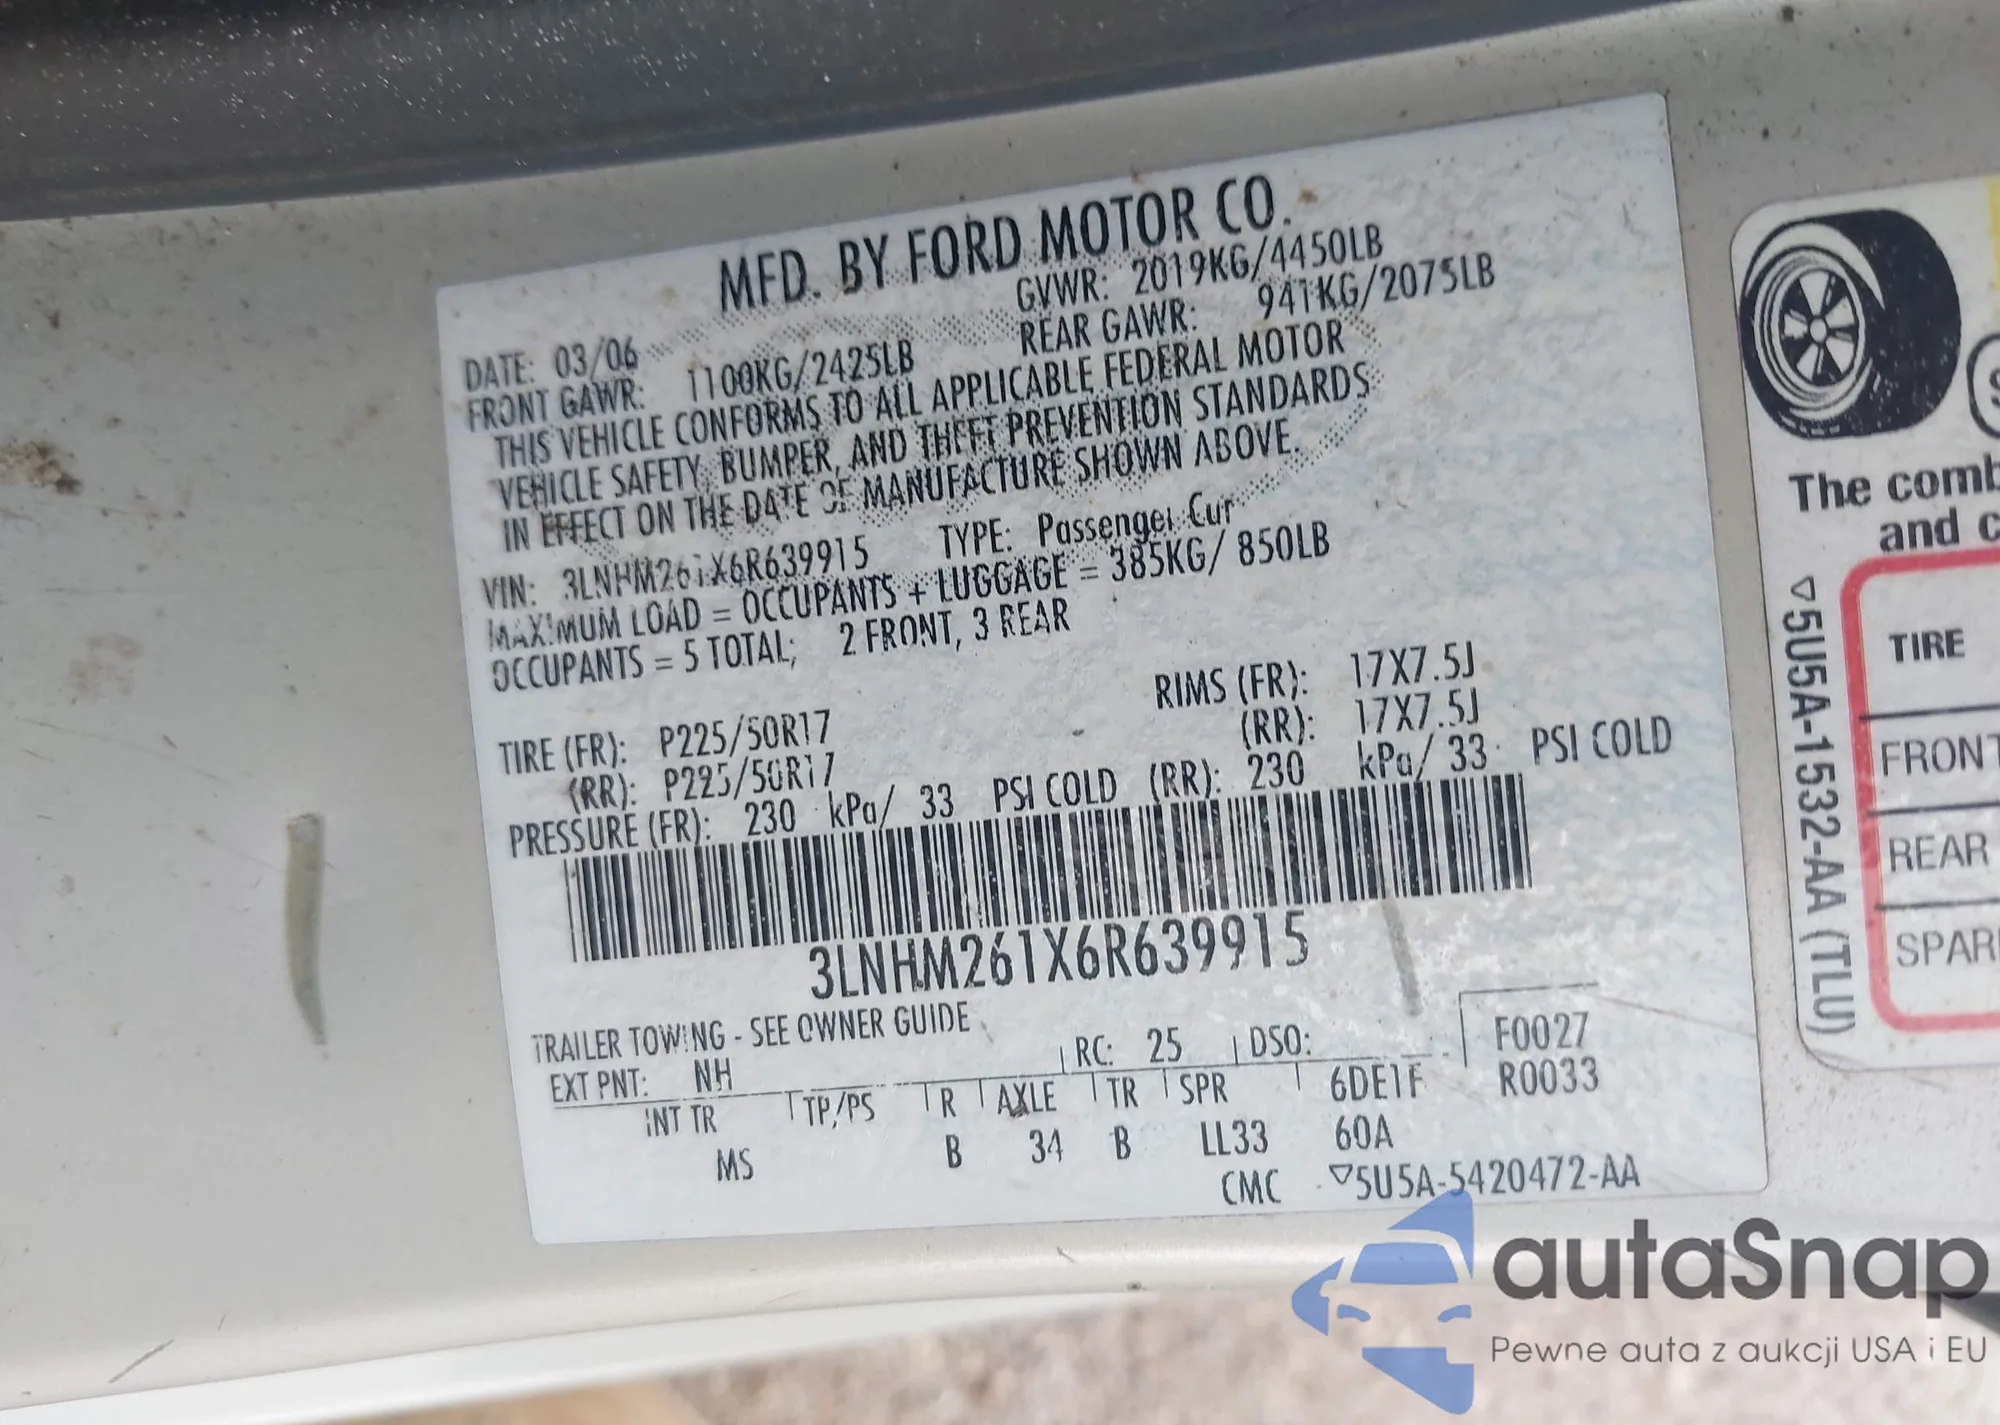 MFD. BY FORD MOTOR CO.
DATE: 03/06 GVWR: 2019KG/4450LB
FRONT GAWR: 1100KG/2425LB REAR GAWR: 941KG/2075LB
THIS VEHICLE CONFORMS TO ALL APPLICABLE FEDERAL MOTOR
VEHICLE SAFETY, BUMPER, AND THEFT PREVENTION STANDARDS
IN EFFECT ON THE DATE OF MANUFACTURE SHOWN ABOVE.
VIN: 3LNHM261X6R639915 TYPE: Passenger Car
MAXIMUM LOAD = OCCUPANTS + LUGGAGE = 385KG/ 850LB
OCCUPANTS = 5 TOTAL; 2 FRONT, 3 REAR
TIRE (FR): P225/50R17 RIMS (FR): 17X7.5J
(RR): P225/50R17 (RR): 17X7.5J
PRESSURE (FR): 230 kPa/ 33 PSI COLD (RR): 230 kPa/ 33 PSI COLD
3LNHM261X6R639915
TRAILER TOWING - SEE OWNER GUIDE
EXT PNT: NH RC: 25 DSO: F0027
INT TR TP/PS R AXLE TR SPR 6DE1F R0033
MS B 34 B LL33 60A
CMC ▽5U5A-5420472-AA
The comb
and c
TIRE
FRONT
REAR
SPAR
▽5U5A-1532-AA (TLU)
autaSnap
Pewne auta z aukcji USA i EU